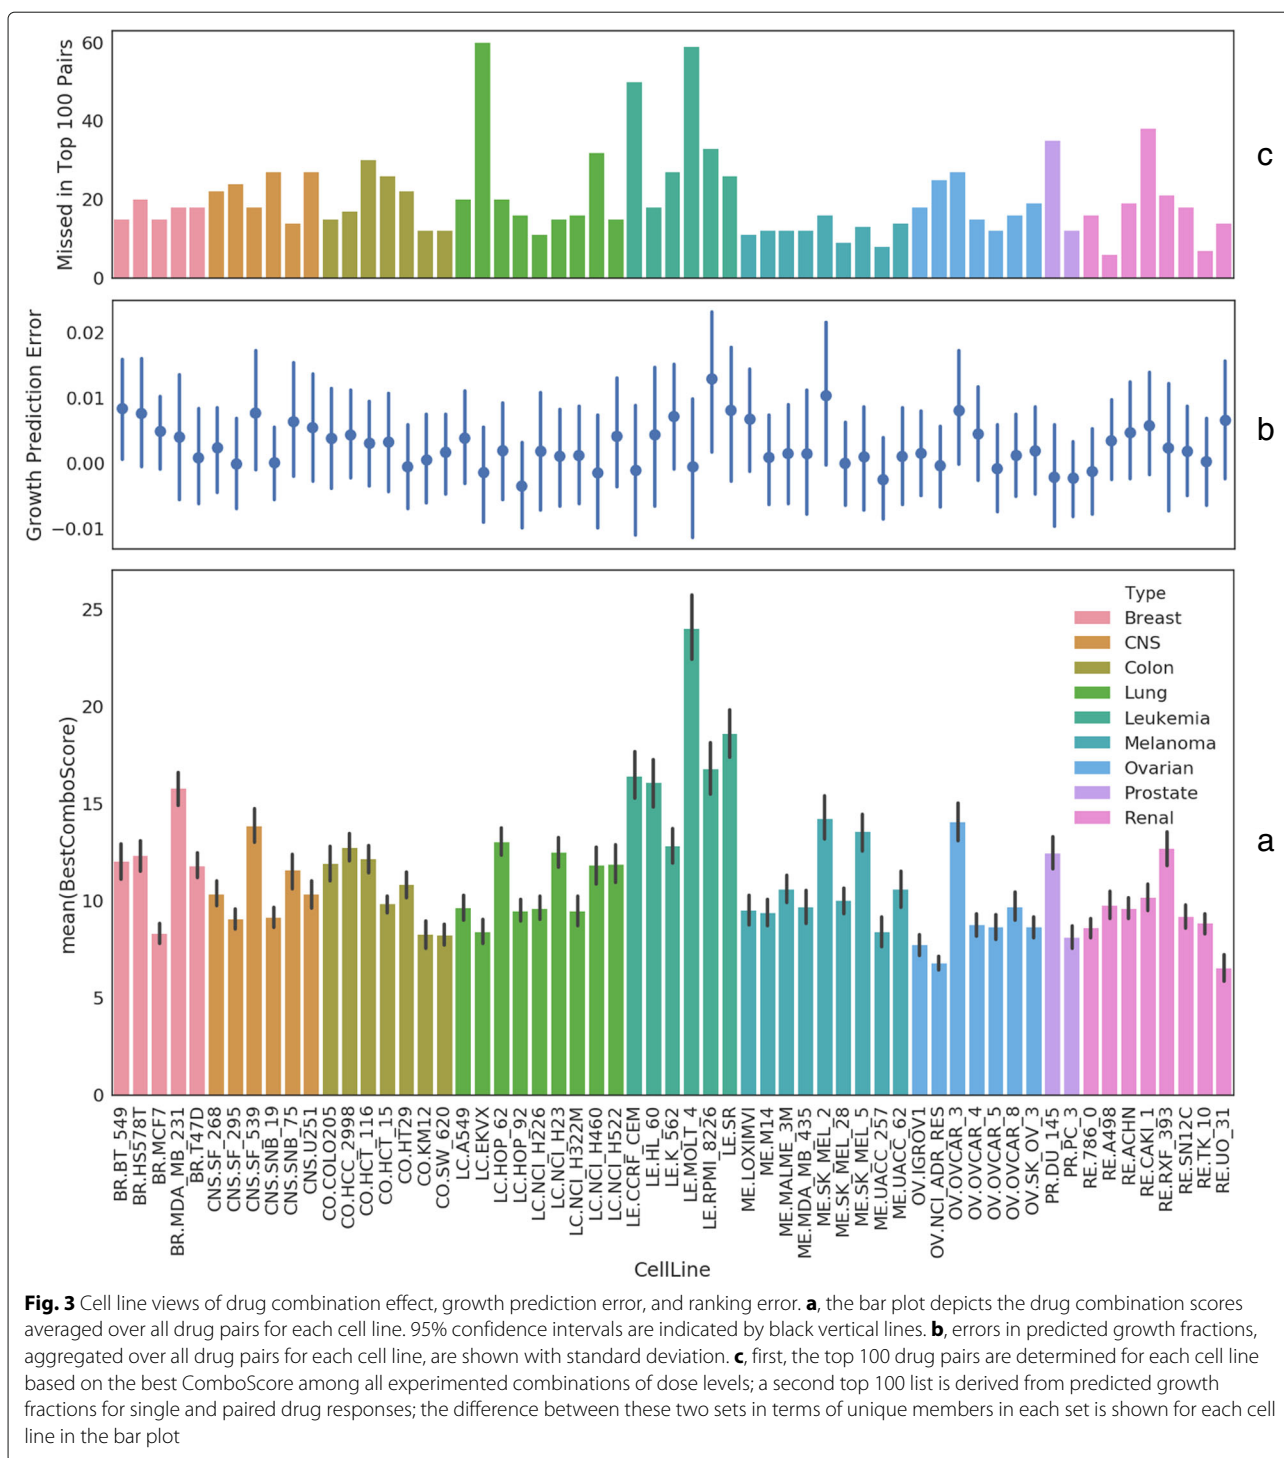 60
40
20
0
Missed in Top 100 Pairs
c
0.02
0.01
0.00
−0.01
Growth Prediction Error
b
25
20
15
10
5
0
mean(BestComboScore)
a
Type
Breast
CNS
Colon
Lung
Leukemia
Melanoma
Ovarian
Prostate
Renal
BR.BT_549
BR.HS578T
BR.MCF7
BR.MDA_MB_231
BR.T47D
CNS.SF_268
CNS.SF_295
CNS.SF_539
CNS.SNB_19
CNS.SNB_75
CNS.U251
CO.COLO205
CO.HCC_2998
CO.HCT_116
CO.HCT_15
CO.HT29
CO.KM12
CO.SW_620
LC.A549
LC.EKVX
LC.HOP_62
LC.HOP_92
LC.NCI_H226
LC.NCI_H23
LC.NCI_H322M
LC.NCI_H460
LC.NCI_H522
LE.CCRF_CEM
LE.HL_60
LE.K_562
LE.MOLT_4
LE.RPMI_8226
LE.SR
ME.LOXIMVI
ME.M14
ME.MALME_3M
ME.MDA_MB_435
ME.SK_MEL_2
ME.SK_MEL_28
ME.SK_MEL_5
ME.UACC_257
ME.UACC_62
OV.IGROV1
OV.NCI_ADR_RES
OV.OVCAR_3
OV.OVCAR_4
OV.OVCAR_5
OV.OVCAR_8
OV.SK_OV_3
PR.DU_145
PR.PC_3
RE.786_0
RE.A498
RE.ACHN
RE.CAKI_1
RE.RXF_393
RE.SN12C
RE.TK_10
RE.UO_31
CellLine
Fig. 3 Cell line views of drug combination effect, growth prediction error, and ranking error. a, the bar plot depicts the drug combination scores
averaged over all drug pairs for each cell line. 95% confidence intervals are indicated by black vertical lines. b, errors in predicted growth fractions,
aggregated over all drug pairs for each cell line, are shown with standard deviation. c, first, the top 100 drug pairs are determined for each cell line
based on the best ComboScore among all experimented combinations of dose levels; a second top 100 list is derived from predicted growth
fractions for single and paired drug responses; the difference between these two sets in terms of unique members in each set is shown for each cell
line in the bar plot